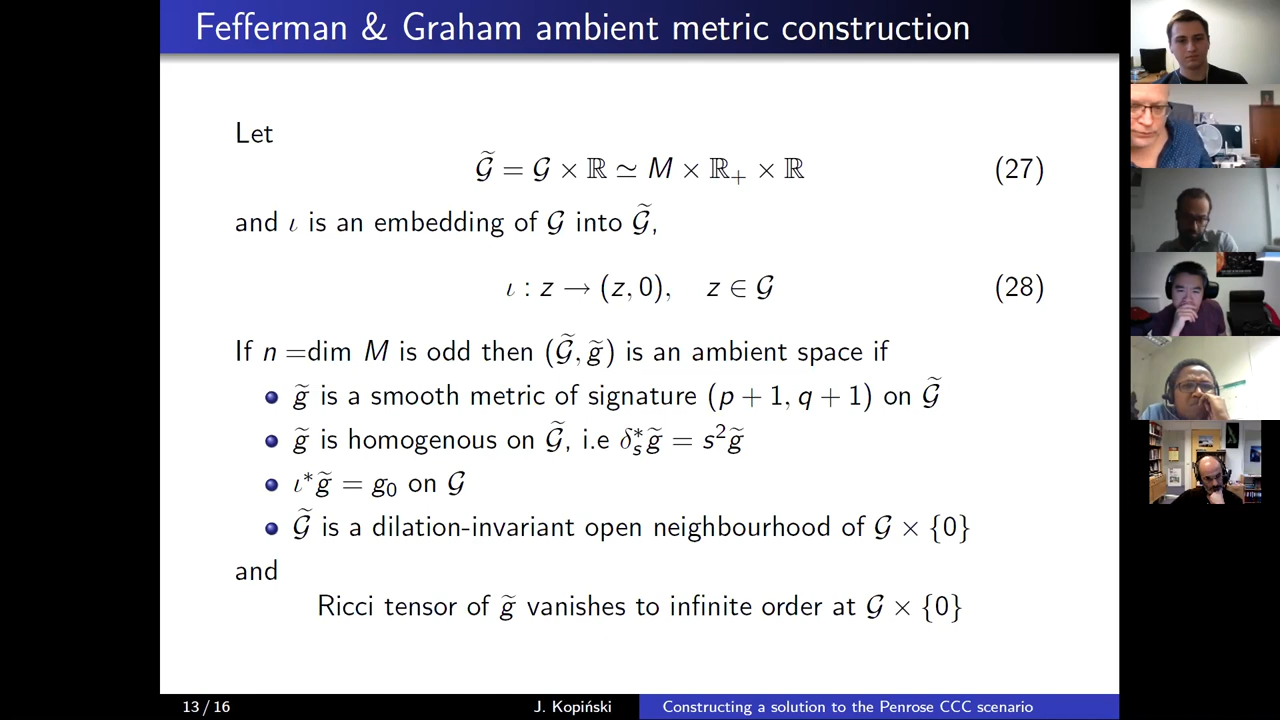 Fefferman & Graham ambient metric construction
Let
𝒢̃ = 𝒢 × ℝ ≃ M × ℝ₊ × ℝ (27)
and ι is an embedding of 𝒢 into 𝒢̃,
ι : z → (z, 0), z ∈ 𝒢 (28)
If n =dim M is odd then (𝒢̃, g̃) is an ambient space if
g̃ is a smooth metric of signature (p + 1, q + 1) on 𝒢̃
g̃ is homogenous on 𝒢̃, i.e δ*ₛg̃ = s²g̃
ι*g̃ = g₀ on 𝒢
𝒢̃ is a dilation-invariant open neighbourhood of 𝒢 × {0}
and
Ricci tensor of g̃ vanishes to infinite order at 𝒢 × {0}
13 / 16 J. Kopiński Constructing a solution to the Penrose CCC scenario